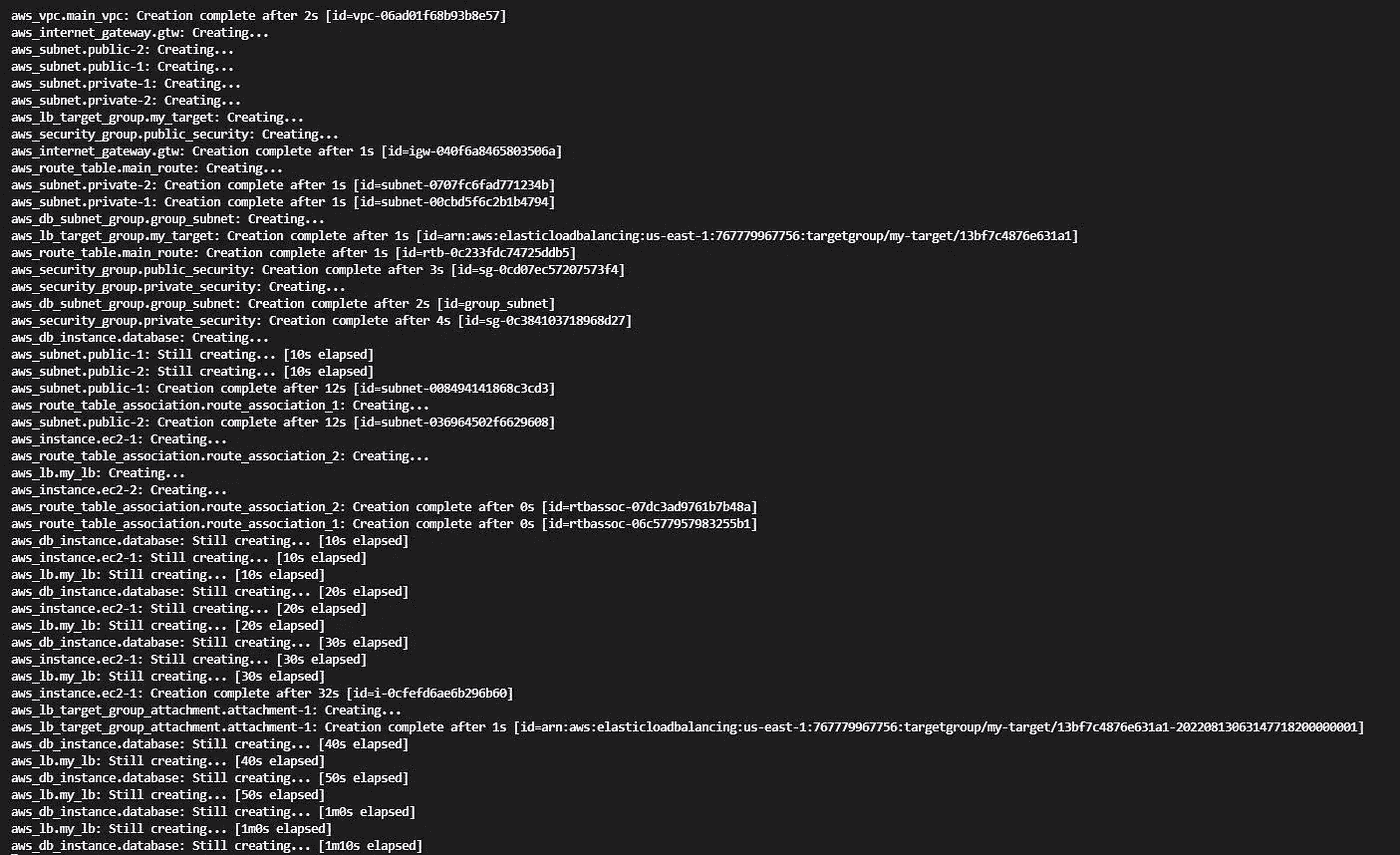 aws_vpc.main_vpc: Creation complete after 2s [id=vpc-06ad01f68b93b8e57]
aws_internet_gateway.gtw: Creating...
aws_subnet.public-2: Creating...
aws_subnet.public-1: Creating...
aws_subnet.private-1: Creating...
aws_subnet.private-2: Creating...
aws_lb_target_group.my_target: Creating...
aws_security_group.public_security: Creating...
aws_internet_gateway.gtw: Creation complete after 1s [id=igw-040f6a8465803506a]
aws_route_table.main_route: Creating...
aws_subnet.private-2: Creation complete after 1s [id=subnet-0707fc6fad771234b]
aws_subnet.private-1: Creation complete after 1s [id=subnet-00cbd5f6c2b1b4794]
aws_db_subnet_group.group_subnet: Creating...
aws_lb_target_group.my_target: Creation complete after 1s [id=arn:aws:elasticloadbalancing:us-east-1:767779967756:targetgroup/my-target/13bf7c4876e631a1]
aws_route_table.main_route: Creation complete after 1s [id=rtb-0c233fdc74725ddb5]
aws_security_group.public_security: Creation complete after 3s [id=sg-0cd07ec57207573f4]
aws_security_group.private_security: Creating...
aws_db_subnet_group.group_subnet: Creation complete after 2s [id=group_subnet]
aws_security_group.private_security: Creation complete after 4s [id=sg-0c384103718968d27]
aws_db_instance.database: Creating...
aws_subnet.public-1: Still creating... [10s elapsed]
aws_subnet.public-2: Still creating... [10s elapsed]
aws_subnet.public-1: Creation complete after 12s [id=subnet-008494141868c3cd3]
aws_route_table_association.route_association_1: Creating...
aws_subnet.public-2: Creation complete after 12s [id=subnet-036964502f6629608]
aws_instance.ec2-1: Creating...
aws_route_table_association.route_association_2: Creating...
aws_lb.my_lb: Creating...
aws_instance.ec2-2: Creating...
aws_route_table_association.route_association_2: Creation complete after 0s [id=rtbassoc-07dc3ad9761b7b48a]
aws_route_table_association.route_association_1: Creation complete after 0s [id=rtbassoc-06c577957983255b1]
aws_db_instance.database: Still creating... [10s elapsed]
aws_instance.ec2-1: Still creating... [10s elapsed]
aws_lb.my_lb: Still creating... [10s elapsed]
aws_db_instance.database: Still creating... [20s elapsed]
aws_instance.ec2-1: Still creating... [20s elapsed]
aws_lb.my_lb: Still creating... [20s elapsed]
aws_db_instance.database: Still creating... [30s elapsed]
aws_instance.ec2-1: Still creating... [30s elapsed]
aws_lb.my_lb: Still creating... [30s elapsed]
aws_instance.ec2-1: Creation complete after 32s [id=i-0cfefd6ae6b296b60]
aws_lb_target_group_attachment.attachment-1: Creating...
aws_lb_target_group_attachment.attachment-1: Creation complete after 1s [id=arn:aws:elasticloadbalancing:us-east-1:767779967756:targetgroup/my-target/13bf7c4876e631a1-20220813063147718200000001]
aws_db_instance.database: Still creating... [40s elapsed]
aws_lb.my_lb: Still creating... [40s elapsed]
aws_db_instance.database: Still creating... [50s elapsed]
aws_lb.my_lb: Still creating... [50s elapsed]
aws_db_instance.database: Still creating... [1m0s elapsed]
aws_lb.my_lb: Still creating... [1m0s elapsed]
aws_db_instance.database: Still creating... [1m10s elapsed]